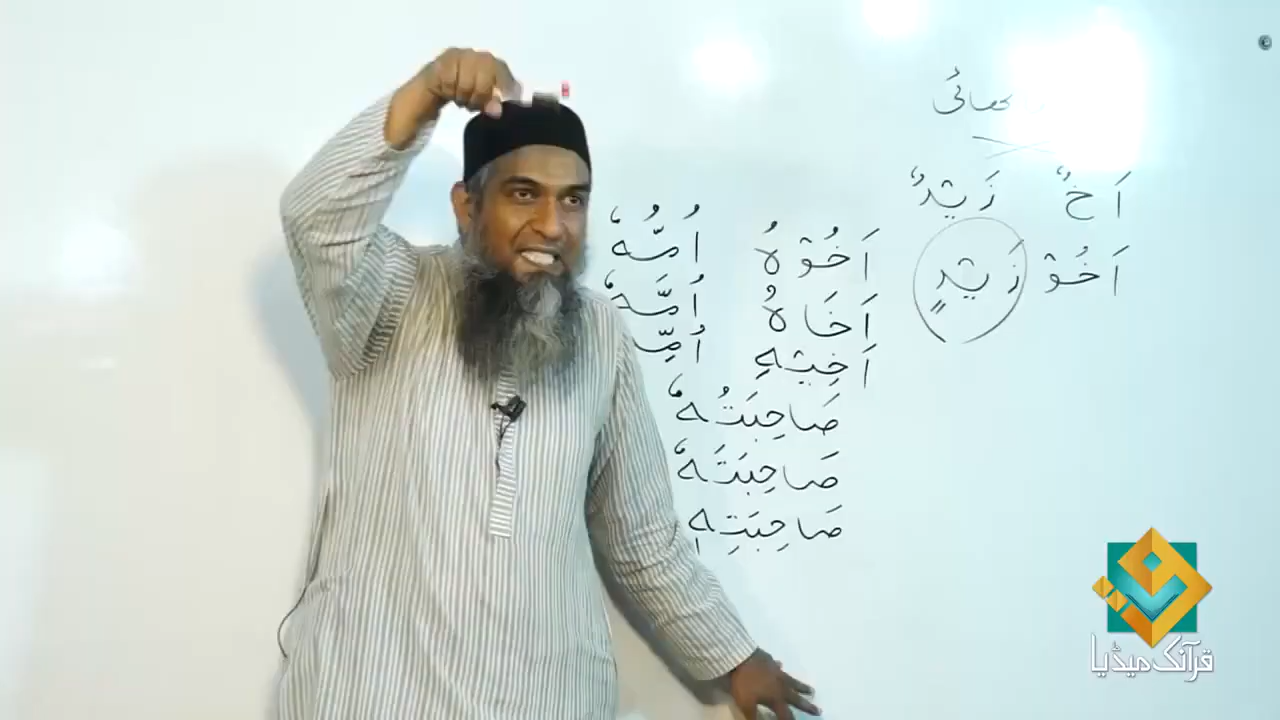 بھائی
اَخٌ زَیْدٌ
اَخُوْ زَیْدٍ
اَخُوْہُ اُمُّہٗ
اَخَاہُ اُمَّہٗ
اَخِیْہِ اُمِّہٖ
صَاحِبَتُہٗ
صَاحِبَتَہٗ
صَاحِبَتِہٖ
قرآنک میڈیا
©